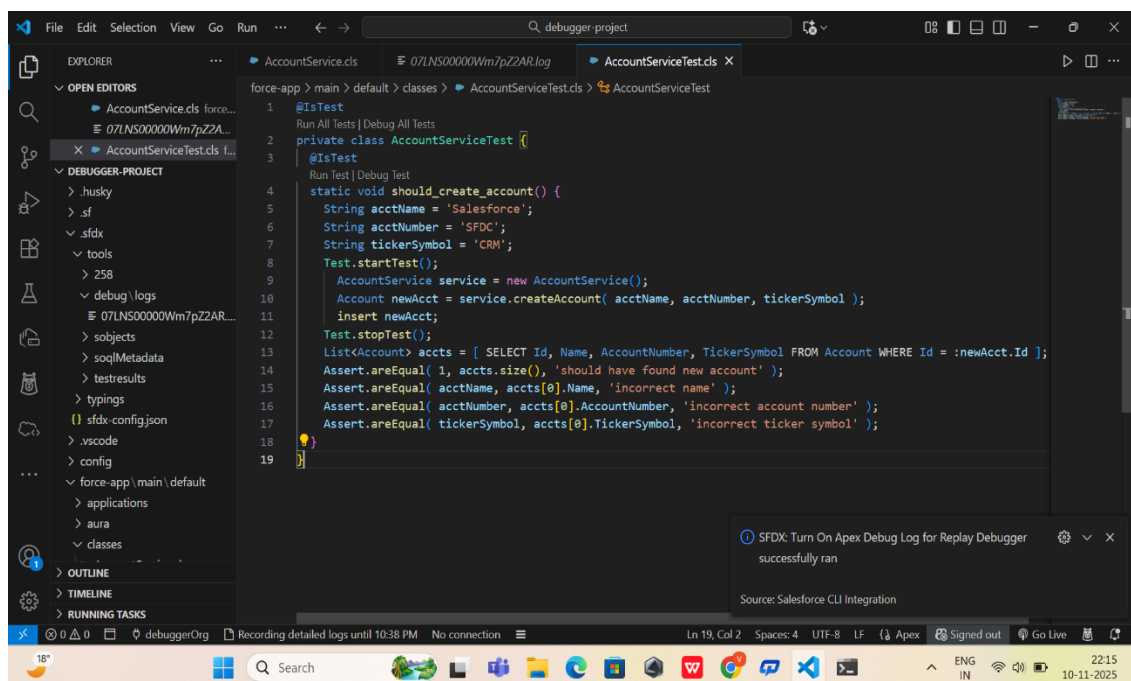 File Edit Selection View Go Run ··· debugger-project
EXPLORER ···
OPEN EDITORS
AccountService.cls force...
07LNS00000Wm7pZ2A...
AccountServiceTest.cls f...
DEBUGGER-PROJECT
.husky
.sf
.sfdx
tools
258
debug\logs
07LNS00000Wm7pZ2AR....
sobjects
soqlMetadata
testresults
typings
{} sfdx-config.json
.vscode
config
force-app\main\default
applications
aura
classes
OUTLINE
TIMELINE
RUNNING TASKS
AccountService.cls 07LNS00000Wm7pZ2AR.log AccountServiceTest.cls
force-app > main > default > classes > AccountServiceTest.cls > AccountServiceTest
1 @IsTest
Run All Tests | Debug All Tests
2 private class AccountServiceTest {
3 @IsTest
Run Test | Debug Test
4 static void should_create_account() {
5 String acctName = 'Salesforce';
6 String acctNumber = 'SFDC';
7 String tickerSymbol = 'CRM';
8 Test.startTest();
9 AccountService service = new AccountService();
10 Account newAcct = service.createAccount( acctName, acctNumber, tickerSymbol );
11 insert newAcct;
12 Test.stopTest();
13 List<Account> accts = [ SELECT Id, Name, AccountNumber, TickerSymbol FROM Account WHERE Id = :newAcct.Id ];
14 Assert.areEqual( 1, accts.size(), 'should have found new account' );
15 Assert.areEqual( acctName, accts[0].Name, 'incorrect name' );
16 Assert.areEqual( acctNumber, accts[0].AccountNumber, 'incorrect account number' );
17 Assert.areEqual( tickerSymbol, accts[0].TickerSymbol, 'incorrect ticker symbol' );
18 }
19 }
SFDX: Turn On Apex Debug Log for Replay Debugger
successfully ran
Source: Salesforce CLI Integration
1
0 0 debuggerOrg Recording detailed logs until 10:38 PM No connection Ln 19, Col 2 Spaces: 4 UTF-8 LF Apex Signed out Go Live
18° Search ENG 22:15
IN 10-11-2025